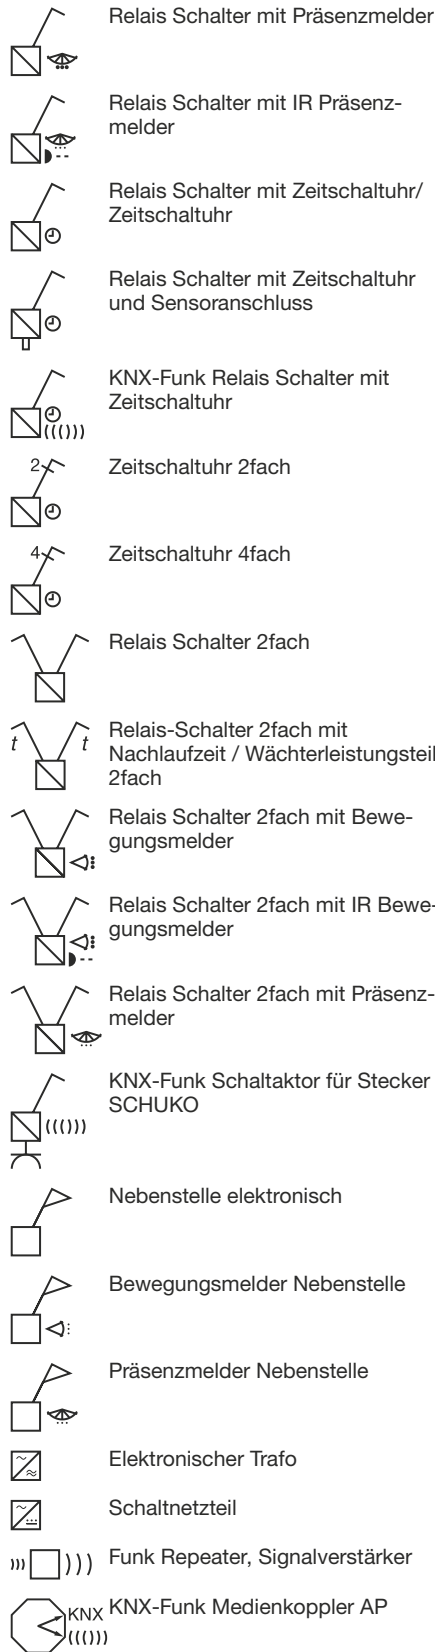 Relais Schalter mit Präsenzmelder
Relais Schalter mit IR Präsenz-
melder
Relais Schalter mit Zeitschaltuhr/
Zeitschaltuhr
Relais Schalter mit Zeitschaltuhr
und Sensoranschluss
KNX-Funk Relais Schalter mit
Zeitschaltuhr
2
Zeitschaltuhr 2fach
4
Zeitschaltuhr 4fach
Relais Schalter 2fach
t t
Relais-Schalter 2fach mit
Nachlaufzeit / Wächterleistungsteil
2fach
Relais Schalter 2fach mit Bewe-
gungsmelder
Relais Schalter 2fach mit IR Bewe-
gungsmelder
Relais Schalter 2fach mit Präsenz-
melder
KNX-Funk Schaltaktor für Stecker
SCHUKO
Nebenstelle elektronisch
Bewegungsmelder Nebenstelle
Präsenzmelder Nebenstelle
Elektronischer Trafo
Schaltnetzteil
Funk Repeater, Signalverstärker
KNX
KNX-Funk Medienkoppler AP